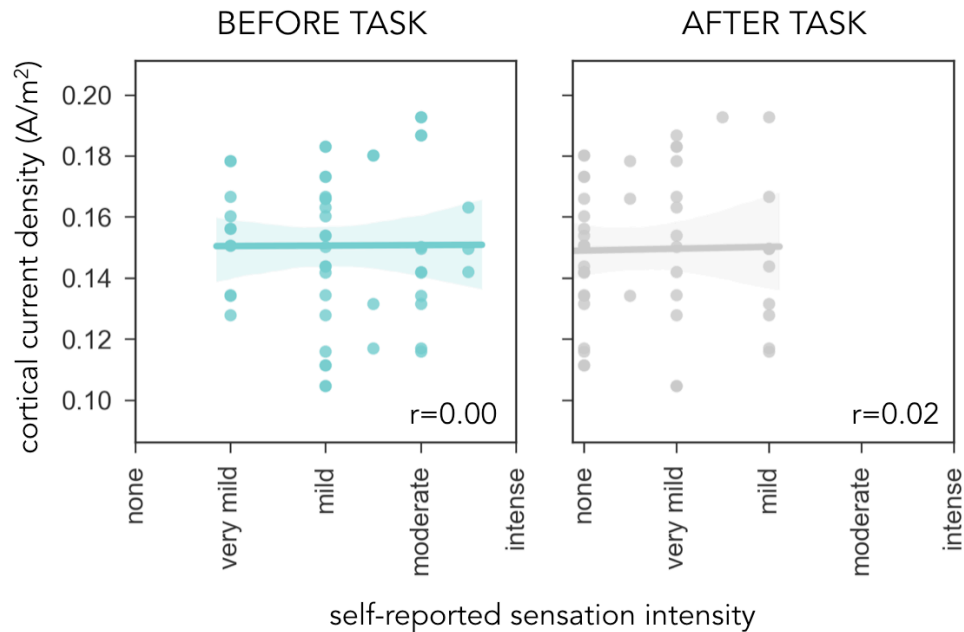 BEFORE TASK
AFTER TASK
cortical current density (A/m²)
0.20
0.18
0.16
0.14
0.12
0.10
r=0.00
r=0.02
none
very mild
mild
moderate
intense
none
very mild
mild
moderate
intense
self-reported sensation intensity